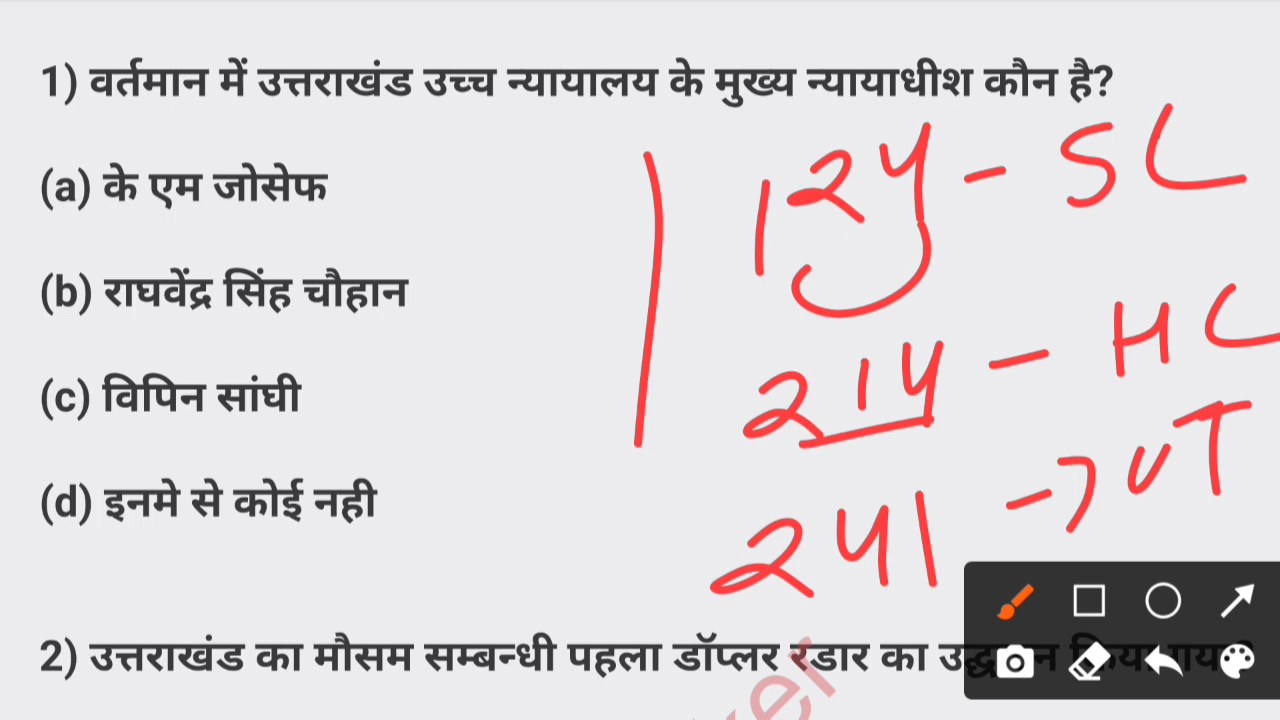 1) वर्तमान में उत्तराखंड उच्च न्यायालय के मुख्य न्यायाधीश कौन है?
124 - SC
(a) के एम जोसेफ
(b) राघवेंद्र सिंह चौहान
214 - HC
(c) विपिन सांघी
(d) इनमे से कोई नही
241 → UT
2) उत्तराखंड का मौसम सम्बन्धी पहला डॉप्लर रडार का